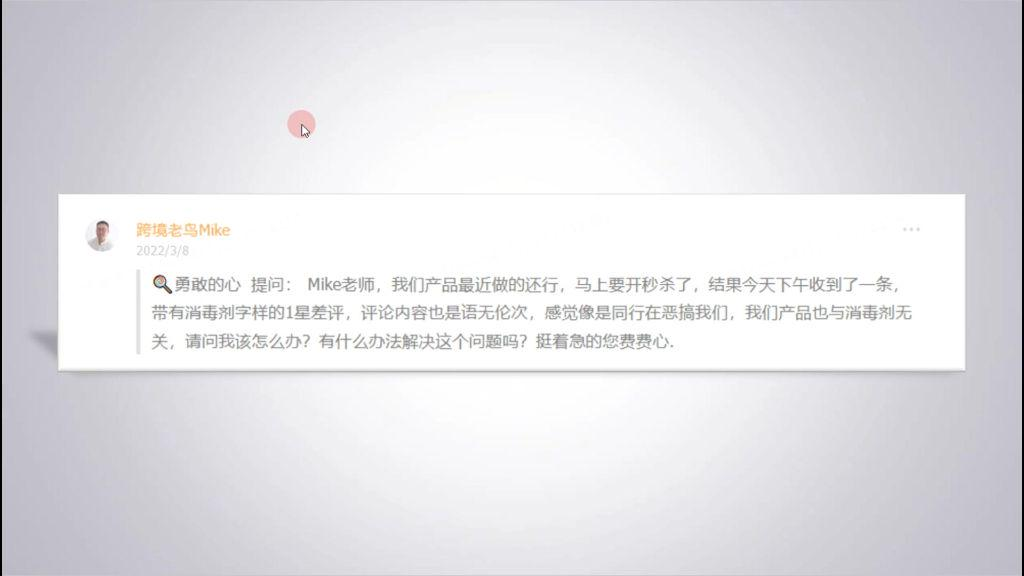 跨境老鸟Mike
2022/3/8
勇敢的心 提问： Mike老师，我们产品最近做的还行，马上要开秒杀了，结果今天下午收到了一条，
带有消毒剂字样的1星差评，评论内容也是语无伦次，感觉像是同行在恶搞我们，我们产品也与消毒剂无
关，请问我该怎么办？有什么办法解决这个问题吗？挺着急的您费费心.